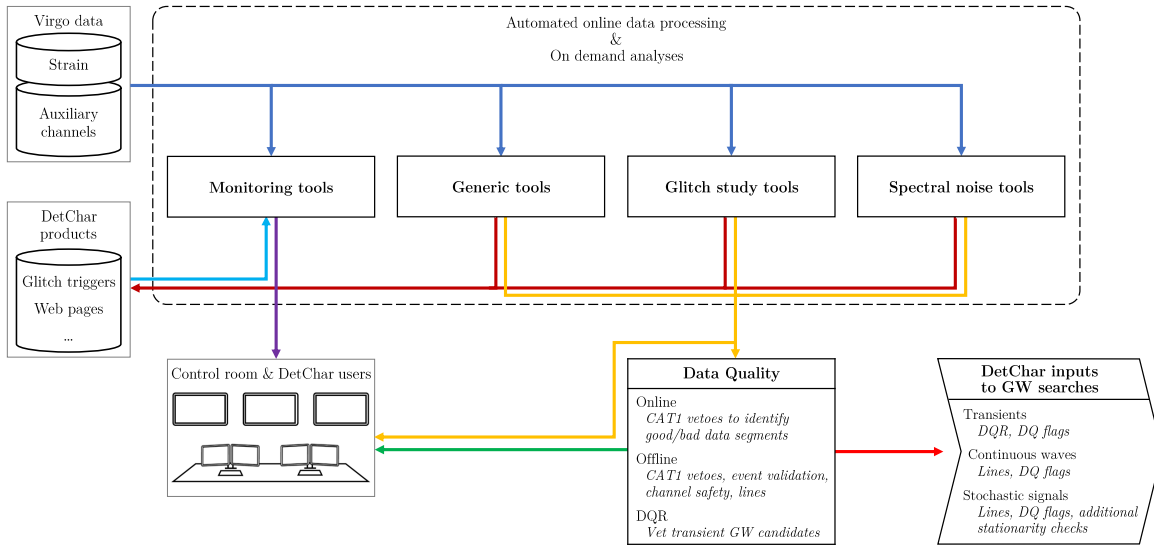 Virgo data
Strain
Auxiliary
channels
Automated online data processing
&
On demand analyses
Monitoring tools
Generic tools
Glitch study tools
Spectral noise tools
DetChar
products
Glitch triggers
Web pages
...
Control room & DetChar users
Data Quality
Online
CAT1 vetoes to identify
good/bad data segments
Offline
CAT1 vetoes, event validation,
channel safety, lines
DQR
Vet transient GW candidates
DetChar inputs
to GW searches
Transients
DQR, DQ flags
Continuous waves
Lines, DQ flags
Stochastic signals
Lines, DQ flags, additional
stationarity checks